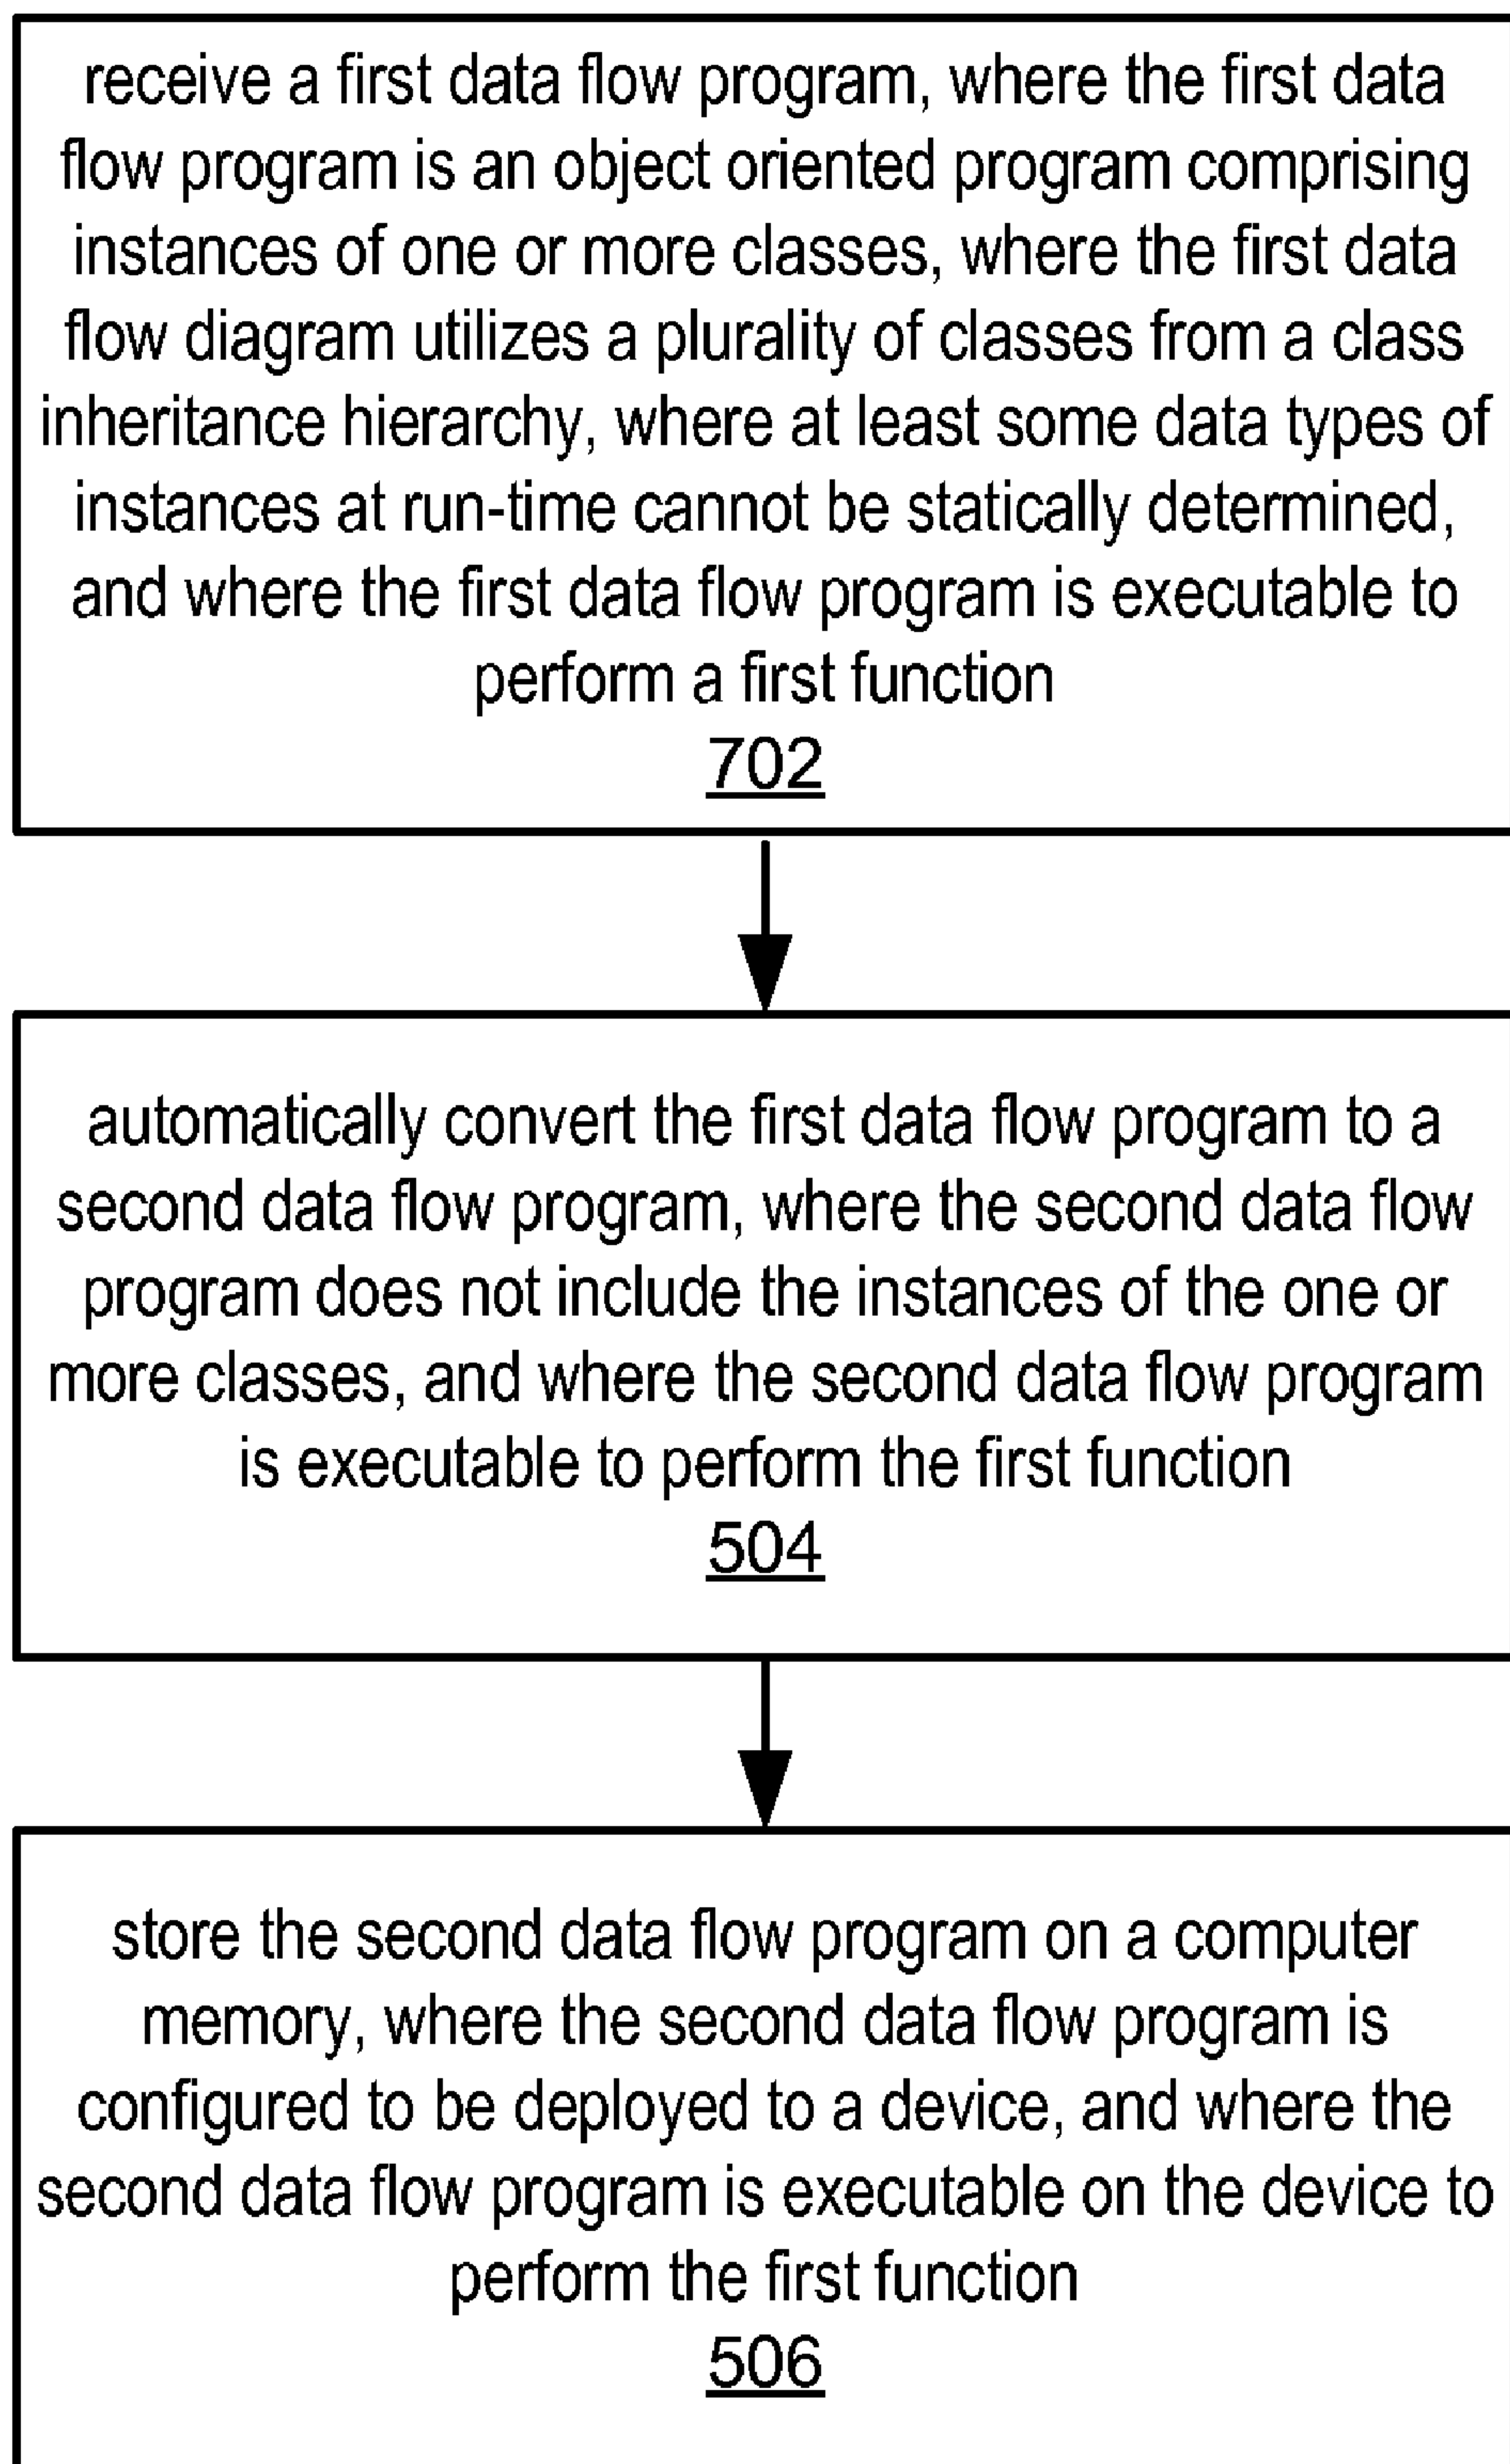 receive a first data flow program, where the first data
flow program is an object oriented program comprising
instances of one or more classes, where the first data
flow diagram utilizes a plurality of classes from a class
inheritance hierarchy, where at least some data types of
instances at run-time cannot be statically determined,
and where the first data flow program is executable to
perform a first function
702
automatically convert the first data flow program to a
second data flow program, where the second data flow
program does not include the instances of the one or
more classes, and where the second data flow program
is executable to perform the first function
504
store the second data flow program on a computer
memory, where the second data flow program is
configured to be deployed to a device, and where the
second data flow program is executable on the device to
perform the first function
506